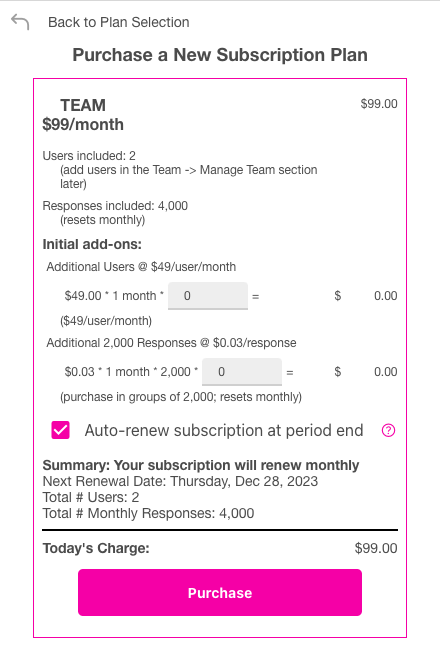 Back to Plan Selection
Purchase a New Subscription Plan
TEAM $99.00
$99/month
Users included: 2
(add users in the Team -> Manage Team section
later)
Responses included: 4,000
(resets monthly)
Initial add-ons:
Additional Users @ $49/user/month
$49.00 * 1 month * 0 = $ 0.00
($49/user/month)
Additional 2,000 Responses @ $0.03/response
$0.03 * 1 month * 2,000 * 0 = $ 0.00
(purchase in groups of 2,000; resets monthly)
Auto-renew subscription at period end ?
Summary: Your subscription will renew monthly
Next Renewal Date: Thursday, Dec 28, 2023
Total # Users: 2
Total # Monthly Responses: 4,000
Today's Charge: $99.00
Purchase